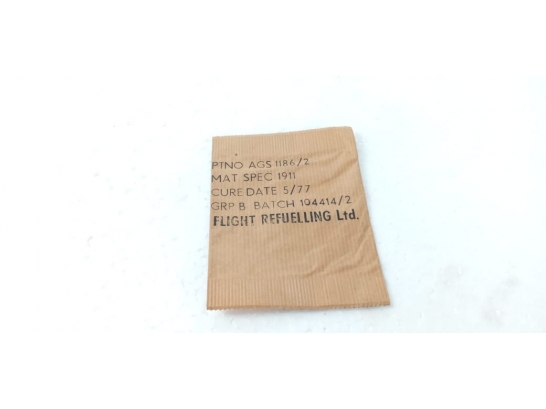 PTNO AGS 1186/2
MAT SPEC 1911
CURE DATE 5/77
GRP B BATCH 104414/2
FLIGHT REFUELLING Ltd.